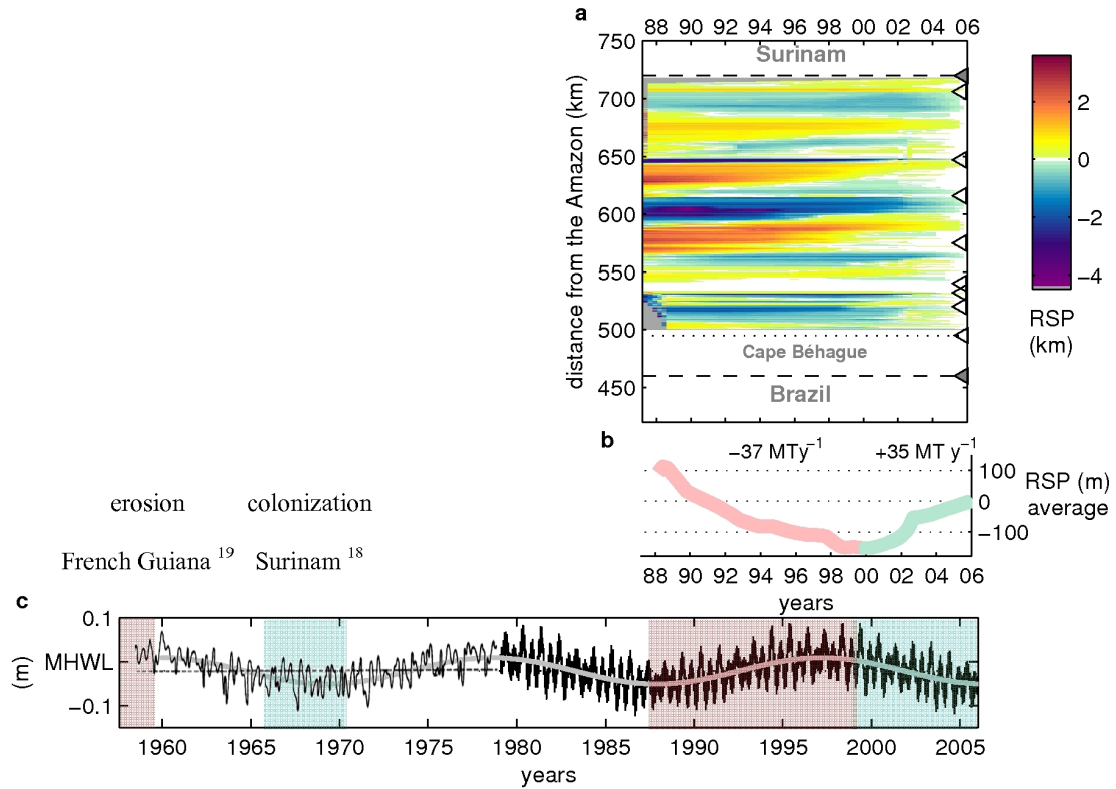 a
88 90 92 94 96 98 00 02 04 06
750
700
650
600
550
500
450
distance from the Amazon (km)
Surinam
Cape Béhague
Brazil
2
0
−2
−4
RSP
(km)
b
−37 MTy−1
+35 MT y−1
100
0
−100
RSP (m)
average
88 90 92 94 96 98 00 02 04 06
years
erosion colonization
French Guiana 19 Surinam 18
c
0.1
MHWL
(m)
−0.1
1960 1965 1970 1975 1980 1985 1990 1995 2000 2005
years